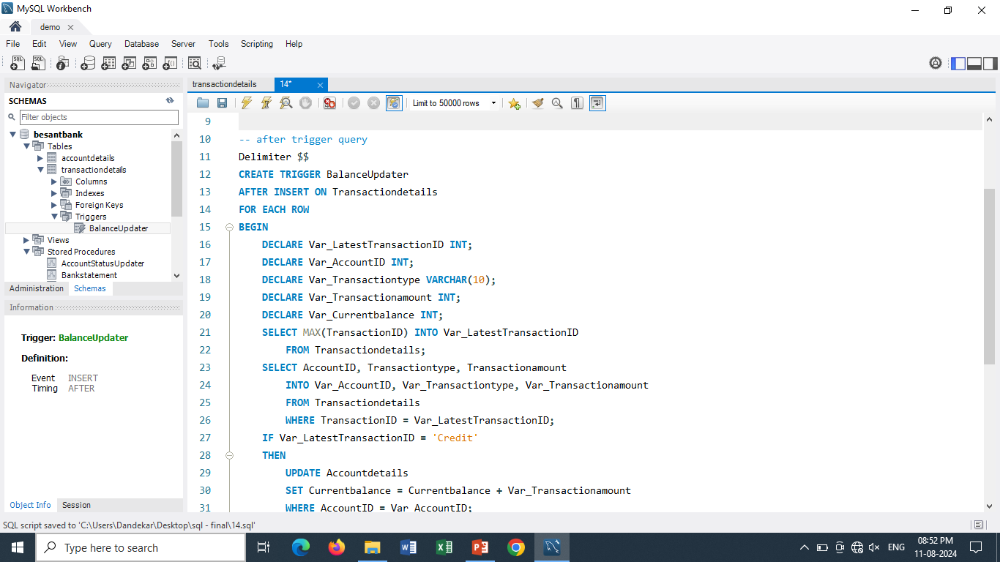 MySQL Workbench
demo
File Edit View Query Database Server Tools Scripting Help
Navigator
SCHEMAS
Filter objects
besantbank
Tables
accountdetails
transactiondetails
Columns
Indexes
Foreign Keys
Triggers
BalanceUpdater
Views
Stored Procedures
AccountStatusUpdater
Bankstatement
Administration Schemas
Information
Trigger: BalanceUpdater
Definition:
Event INSERT
Timing AFTER
Object Info Session
transactiondetails 14*
Limit to 50000 rows
9
10 -- after trigger query
11 Delimiter $$
12 CREATE TRIGGER BalanceUpdater
13 AFTER INSERT ON Transactiondetails
14 FOR EACH ROW
15 BEGIN
16 DECLARE Var_LatestTransactionID INT;
17 DECLARE Var_AccountID INT;
18 DECLARE Var_Transactiontype VARCHAR(10);
19 DECLARE Var_Transactionamount INT;
20 DECLARE Var_Currentbalance INT;
21 SELECT MAX(TransactionID) INTO Var_LatestTransactionID
22 FROM Transactiondetails;
23 SELECT AccountID, Transactiontype, Transactionamount
24 INTO Var_AccountID, Var_Transactiontype, Var_Transactionamount
25 FROM Transactiondetails
26 WHERE TransactionID = Var_LatestTransactionID;
27 IF Var_LatestTransactionID = 'Credit'
28 THEN
29 UPDATE Accountdetails
30 SET Currentbalance = Currentbalance + Var_Transactionamount
31 WHERE AccountID = Var_AccountID;
SQL script saved to 'C:\Users\Dandekar\Desktop\sql - final\14.sql'
Type here to search
ENG
08:52 PM
11-08-2024